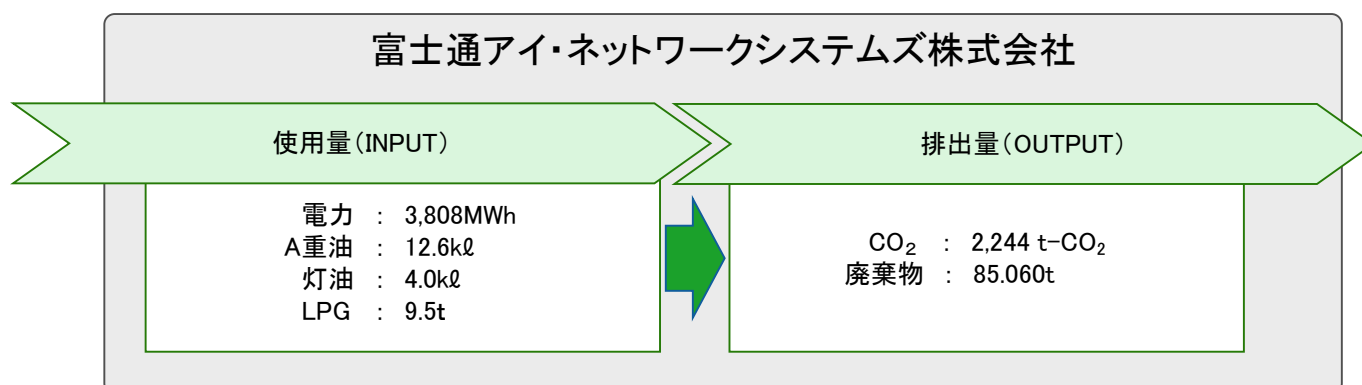 富士通アイ・ネットワークシステムズ株式会社
使用量(INPUT)
排出量(OUTPUT)
電力 : 3,808MWh
A重油 : 12.6kℓ
灯油 : 4.0kℓ
LPG : 9.5t
CO₂ : 2,244 t-CO₂
廃棄物 : 85.060t